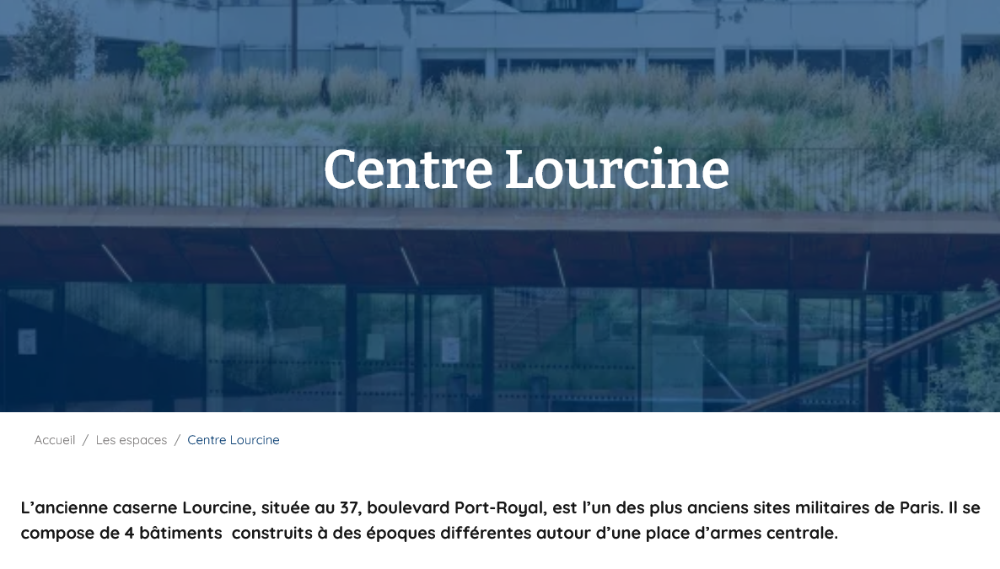 Centre Lourcine
Accueil / Les espaces / Centre Lourcine
L’ancienne caserne Lourcine, située au 37, boulevard Port-Royal, est l’un des plus anciens sites militaires de Paris. Il se
compose de 4 bâtiments  construits à des époques différentes autour d’une place d’armes centrale.